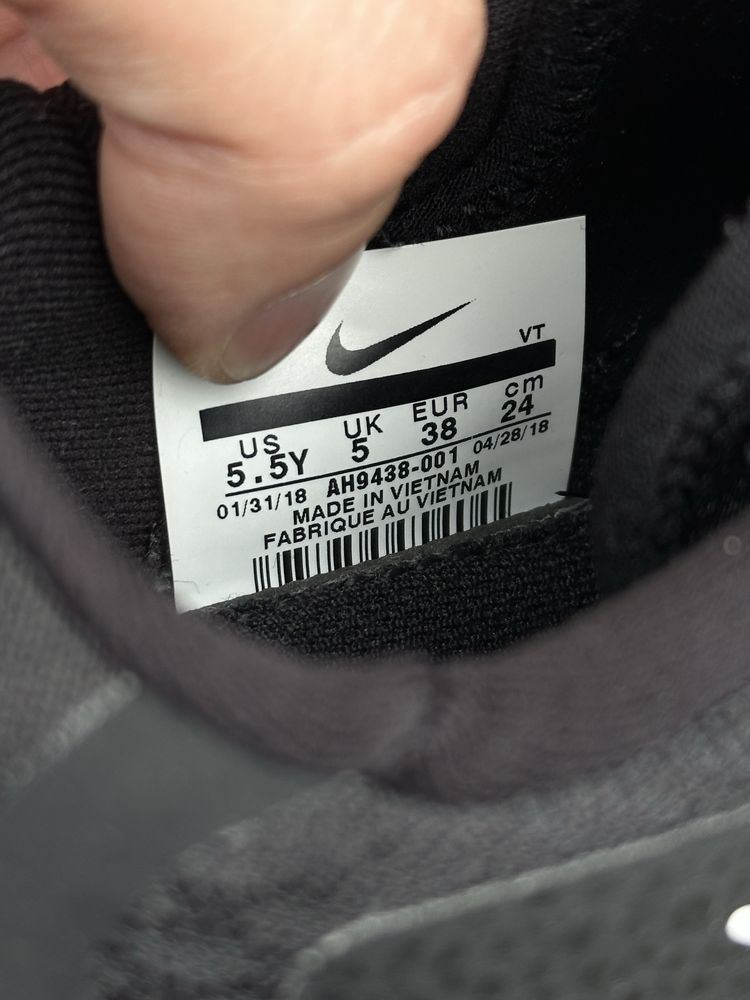 VT
US UK EUR cm
5.5Y 5 38 24
01/31/18 AH9438-001 04/28/18
MADE IN VIETNAM
FABRIQUE AU VIETNAM